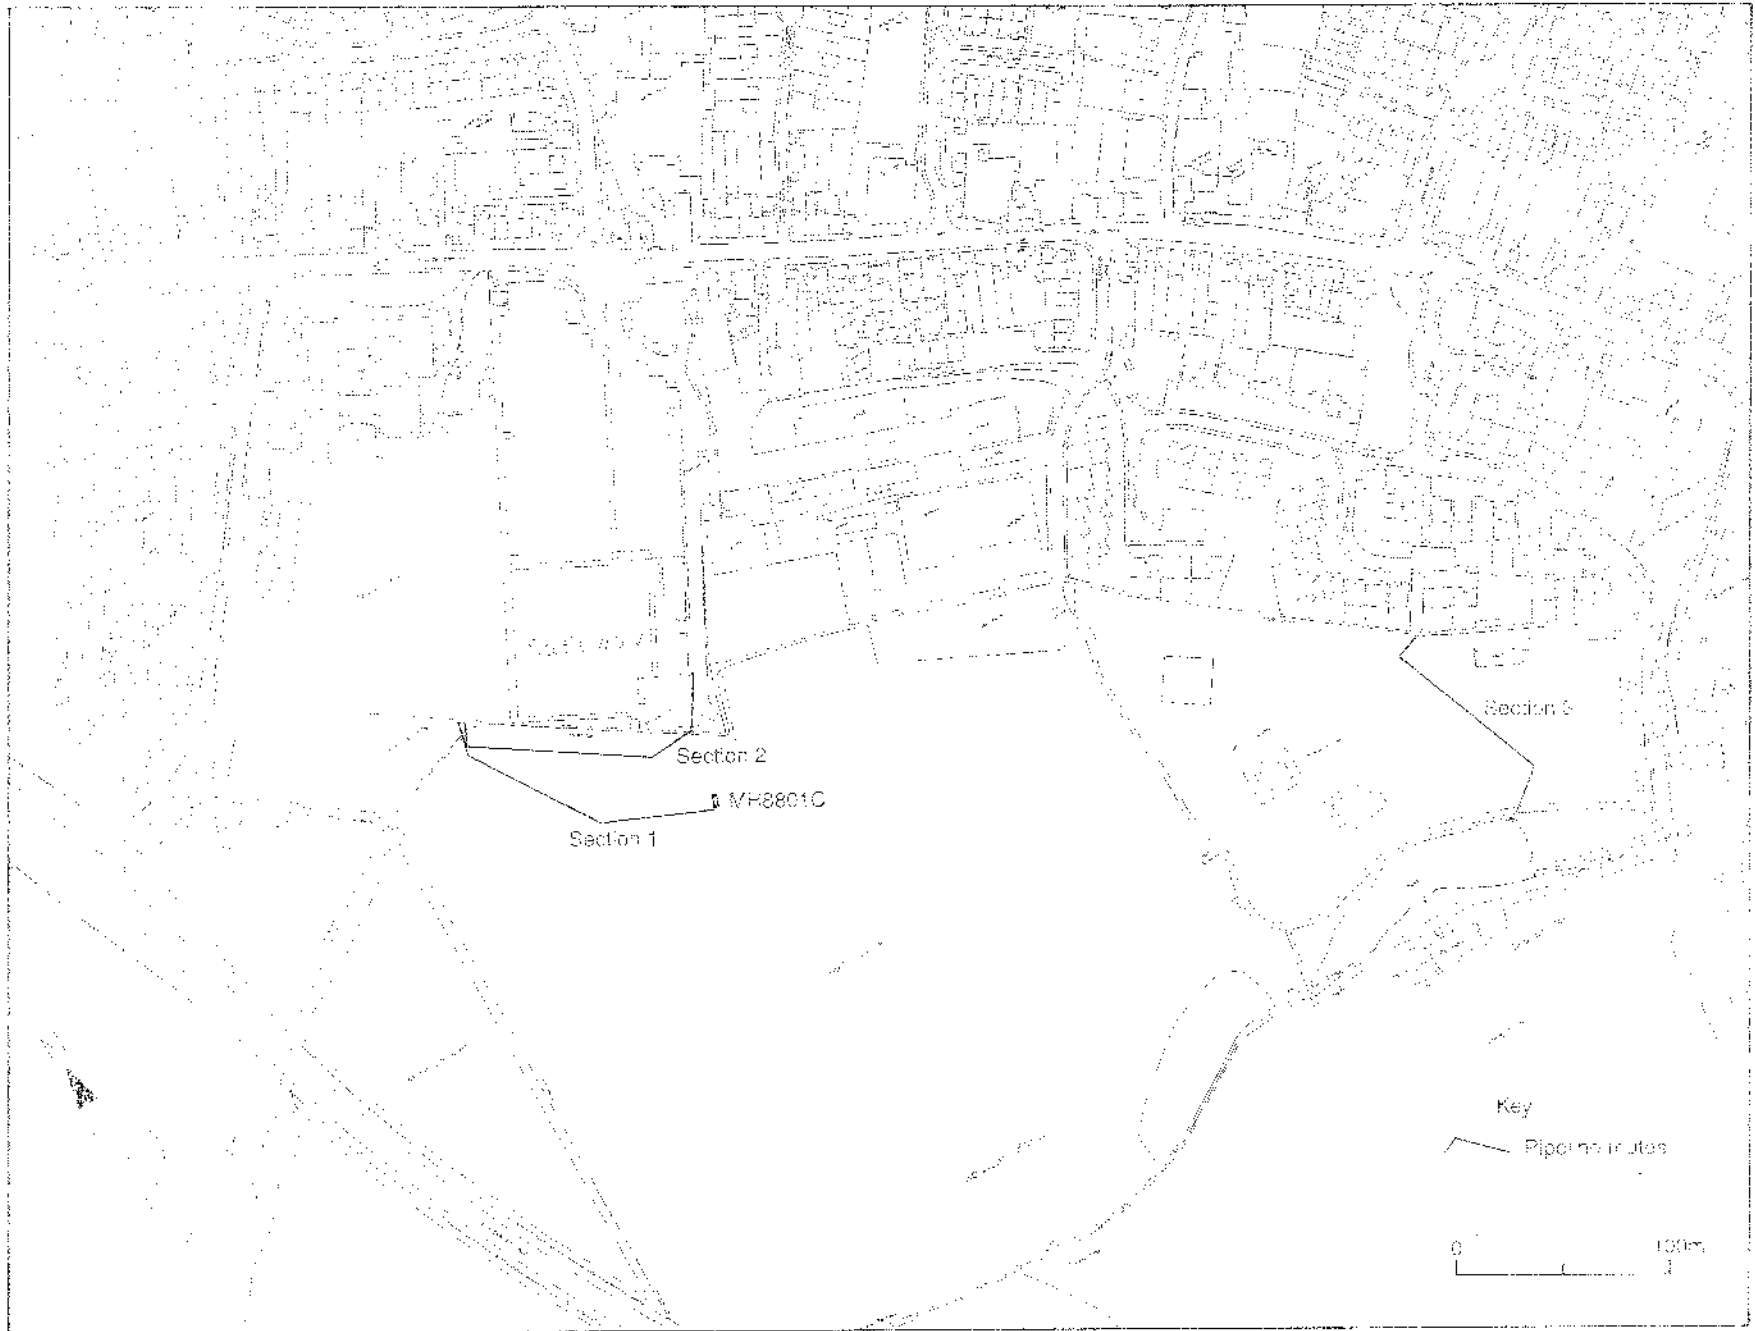 Section 3
Section 2
MH8801C
Section 1
Key
Pipeline routes
0 100m